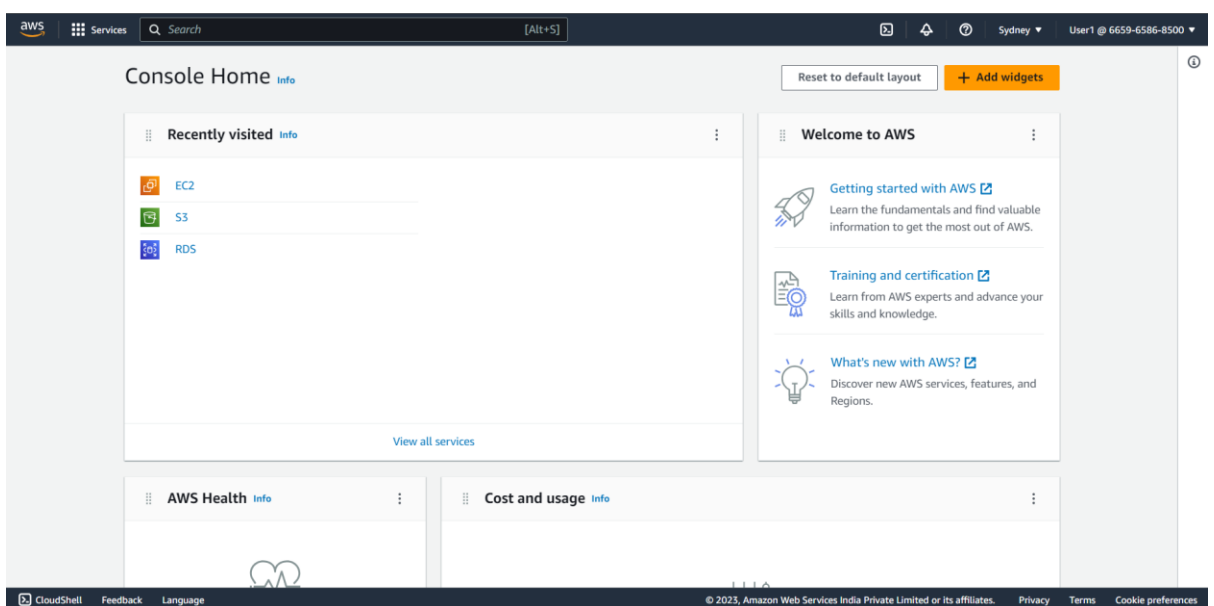 aws Services Search [Alt+S] Sydney ▼ User1 @ 6659-6586-8500 ▼
Console Home Info
Reset to default layout
+ Add widgets
Recently visited Info
EC2
S3
RDS
View all services
Welcome to AWS
Getting started with AWS
Learn the fundamentals and find valuable
information to get the most out of AWS.
Training and certification
Learn from AWS experts and advance your
skills and knowledge.
What's new with AWS?
Discover new AWS services, features, and
Regions.
AWS Health Info
Cost and usage Info
CloudShell Feedback Language © 2023, Amazon Web Services India Private Limited or its affiliates. Privacy Terms Cookie preferences